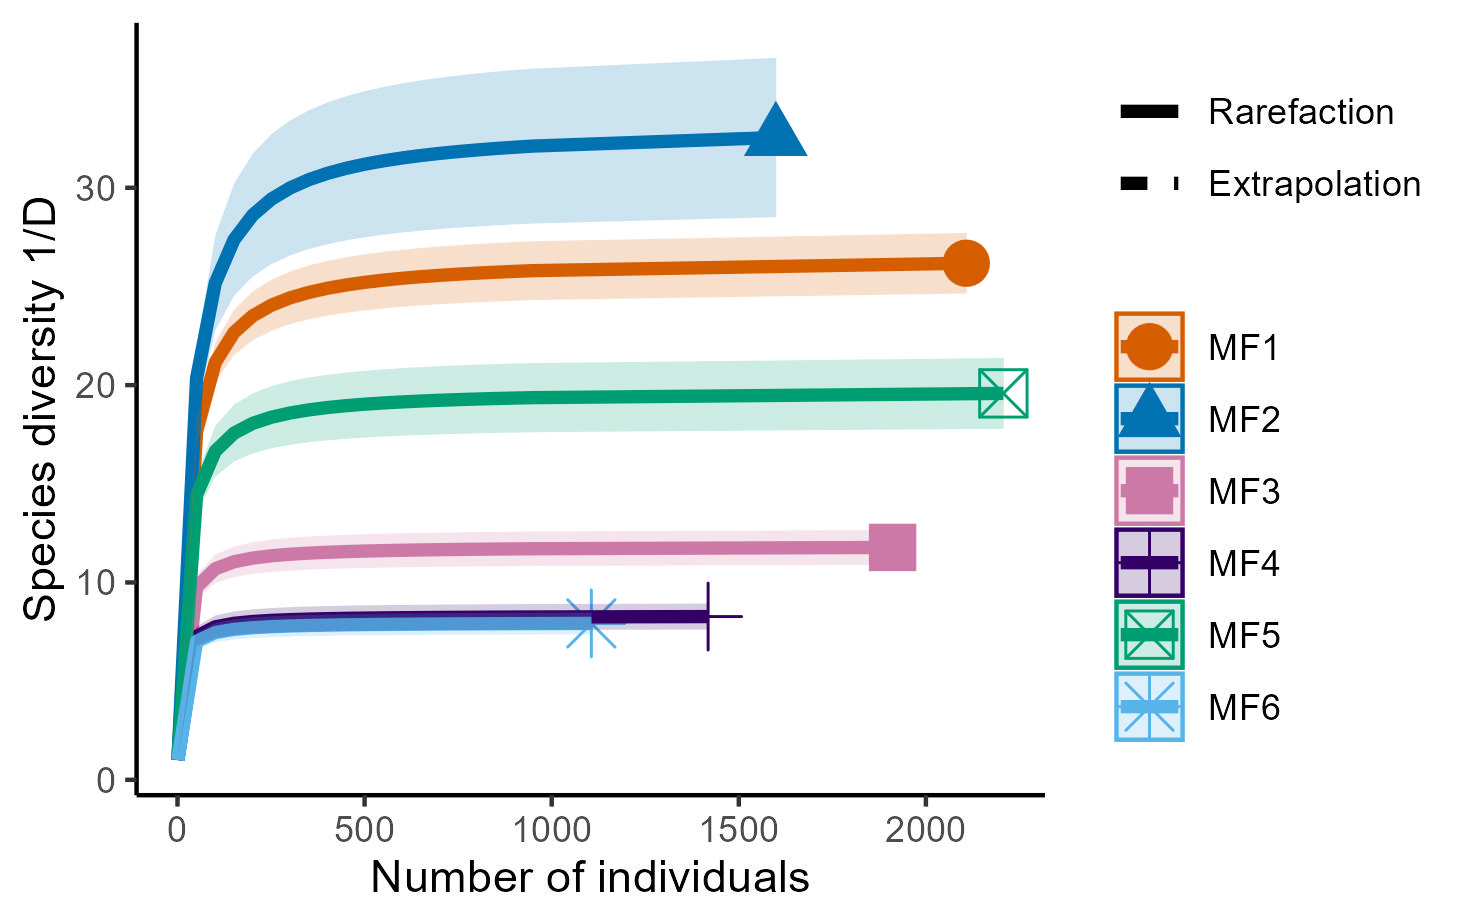 Species diversity 1/D
30
20
10
0
0 500 1000 1500 2000
Number of individuals
Rarefaction
Extrapolation
MF1
MF2
MF3
MF4
MF5
MF6